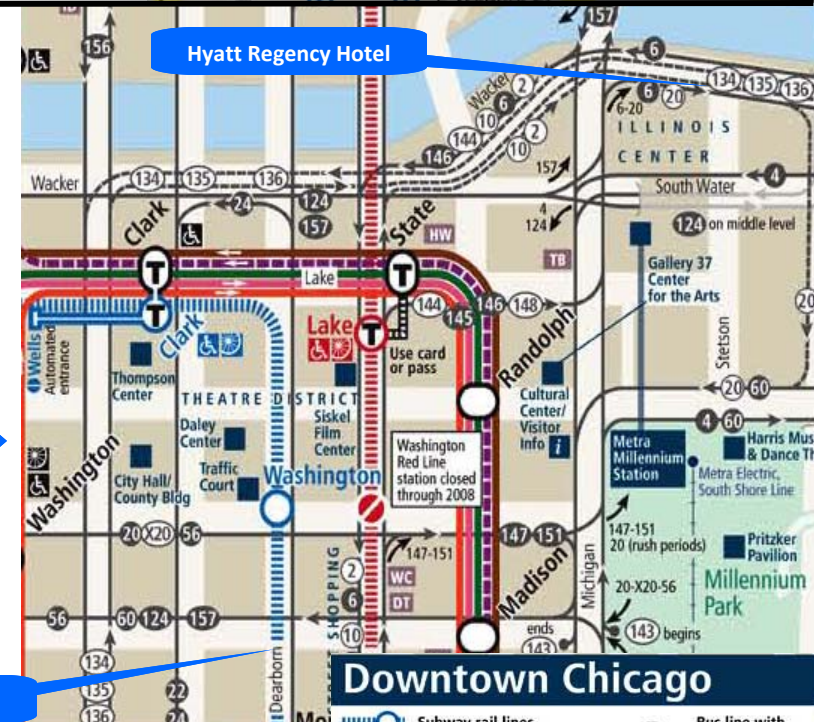 156
157
Hyatt Regency Hotel
6
134 135 136
2
6
10
Wacker
6 20
6-20
ILLINOIS
CENTER
2
10
144
146
157
4
South Water
134 135 136
Wacker
24
124
157
4
124
124 on middle level
Clark
State
HW
TB
Gallery 37
Center
for the Arts
Lake
144
145
146 148
20
Wells
Automated
entrance
Clark
Lake
Use card
or pass
Randolph
Stetson
Thompson
Center
THEATRE DISTRICT
Siskel
Film
Center
Cultural
Center/
Visitor
Info i
20 60
4 60
Daley
Center
Traffic
Court
Washington
City Hall/
County Bldg
Washington
Washington
Red Line
station closed
through 2008
Metra
Millennium
Station
Harris Mus
& Dance Th
Metra Electric,
South Shore Line
20 X20 56
147-151
147 151
147-151
20 (rush periods)
Pritzker
Pavilion
Millennium
Park
SHOPPING
2
6
10
WC
DT
Madison
Michigan
20-X20-56
56 60 124 157
ends
143
143 begins
134
135
136
22
24
Dearborn
Downtown Chicago
Subway rail lines
Bus line with